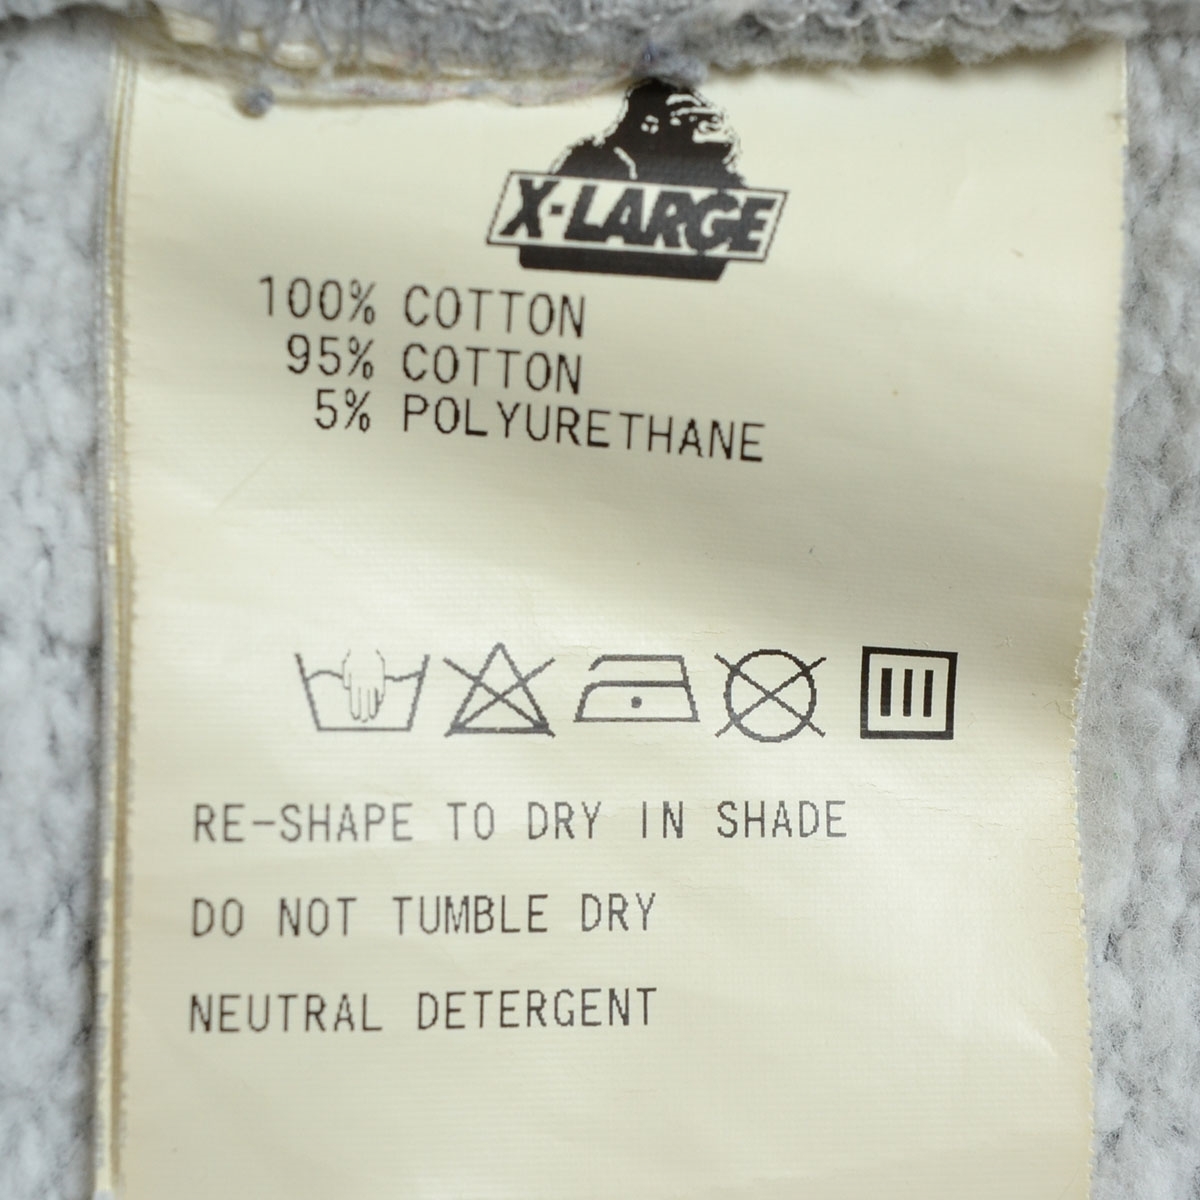 X-LARGE
100% COTTON
95% COTTON
5% POLYURETHANE
RE-SHAPE TO DRY IN SHADE
DO NOT TUMBLE DRY
NEUTRAL DETERGENT